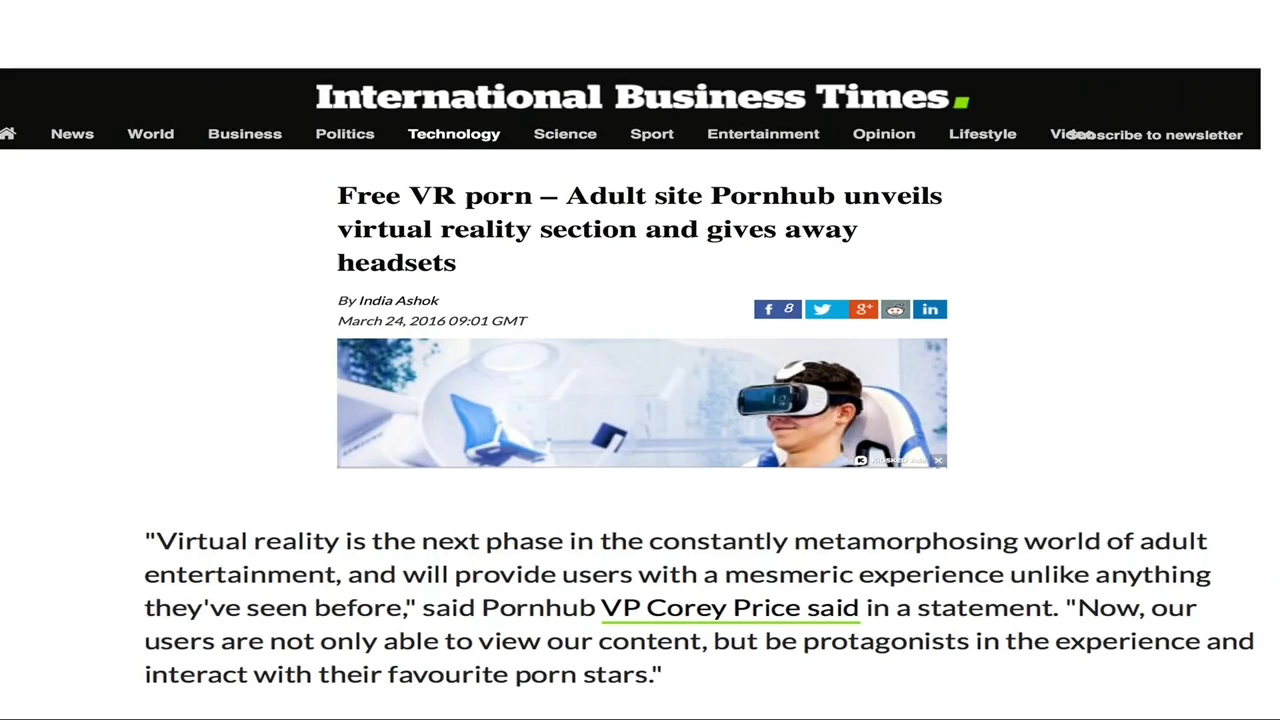 International Business Times.
News World Business Politics Technology Science Sport Entertainment Opinion Lifestyle Subscribe to newsletter
Free VR porn – Adult site Pornhub unveils
virtual reality section and gives away
headsets
By India Ashok
March 24, 2016 09:01 GMT
f 8 g+ in
SAMSUNG
"Virtual reality is the next phase in the constantly metamorphosing world of adult
entertainment, and will provide users with a mesmeric experience unlike anything
they've seen before," said Pornhub VP Corey Price said in a statement. "Now, our
users are not only able to view our content, but be protagonists in the experience and
interact with their favourite porn stars."